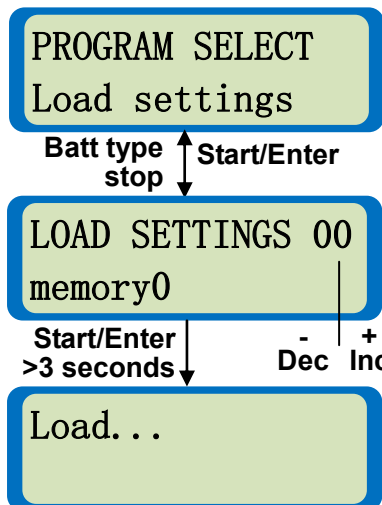 PROGRAM SELECT
Load settings
Batt type
stop
Start/Enter
LOAD SETTINGS 00
memory0
Start/Enter
>3 seconds
- +
Dec Inc
Load...